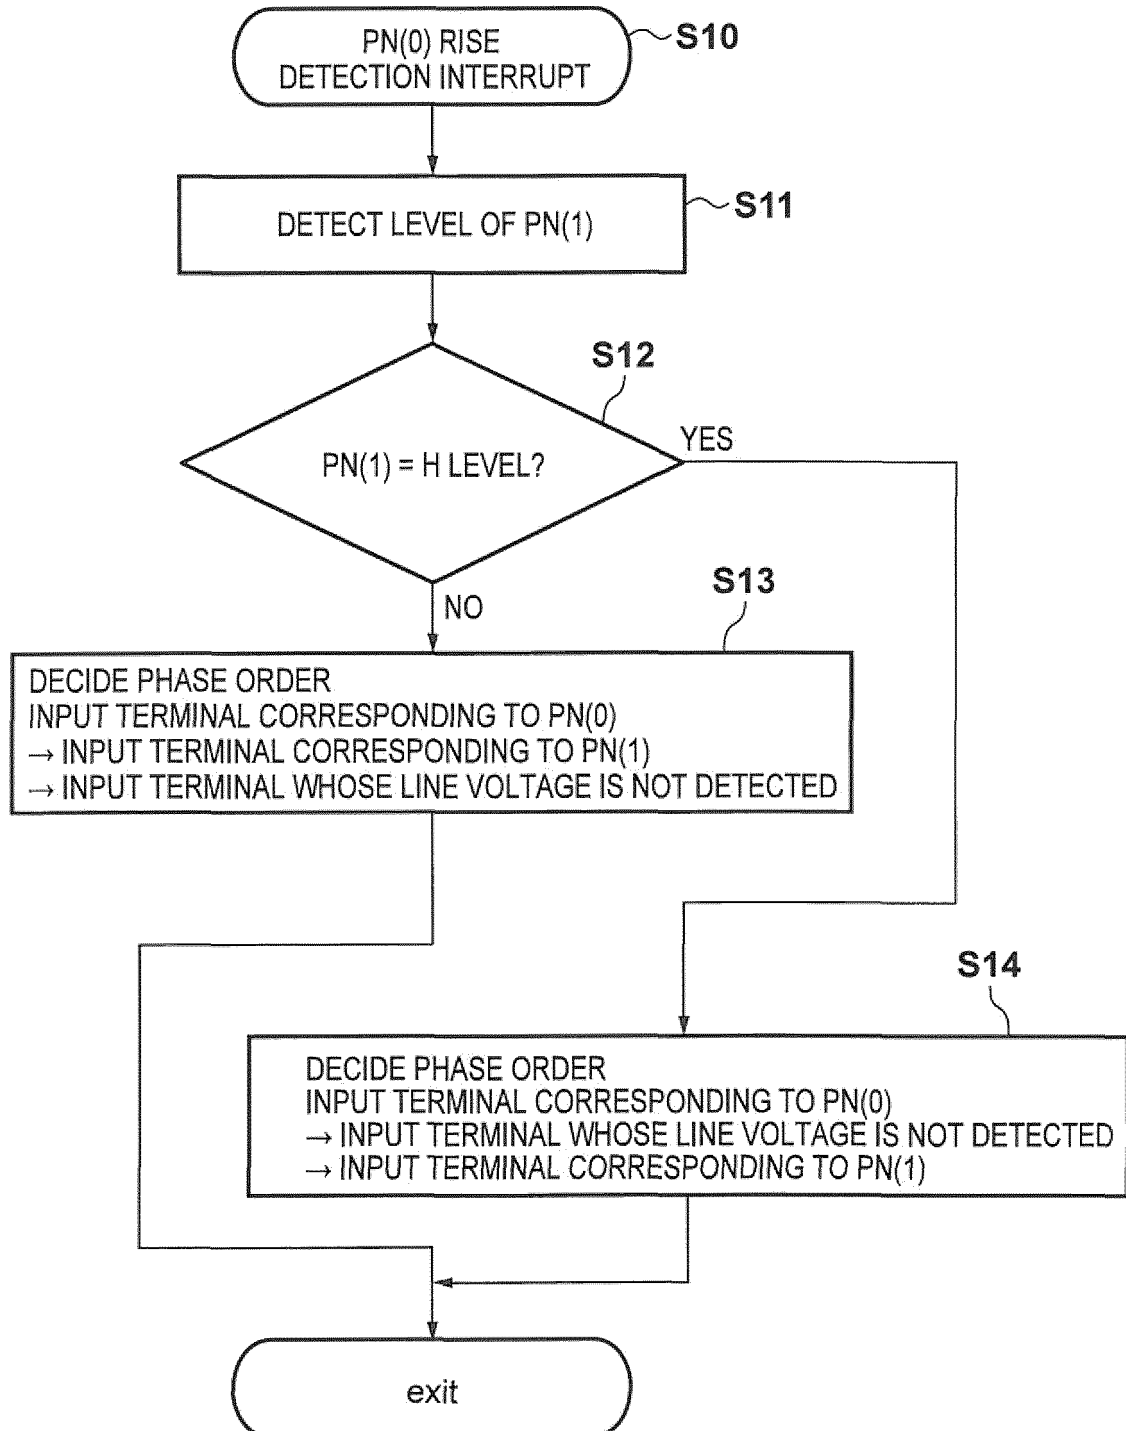 PN(0) RISE
DETECTION INTERRUPT
S10
DETECT LEVEL OF PN(1)
S11
S12
PN(1) = H LEVEL?
YES
NO
S13
DECIDE PHASE ORDER
INPUT TERMINAL CORRESPONDING TO PN(0)
→ INPUT TERMINAL CORRESPONDING TO PN(1)
→ INPUT TERMINAL WHOSE LINE VOLTAGE IS NOT DETECTED
S14
DECIDE PHASE ORDER
INPUT TERMINAL CORRESPONDING TO PN(0)
→ INPUT TERMINAL WHOSE LINE VOLTAGE IS NOT DETECTED
→ INPUT TERMINAL CORRESPONDING TO PN(1)
exit